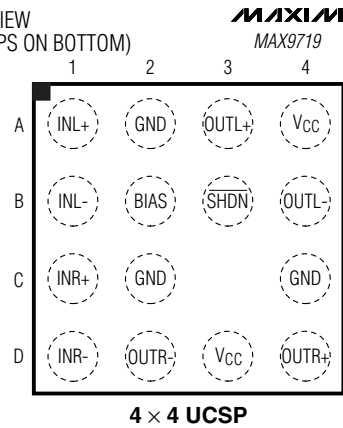 IEW
MAXIM
PS ON BOTTOM)
MAX9719
1 2 3 4
A INL+ GND OUTL+ VCC
B INL- BIAS SHDN OUTL-
C INR+ GND GND
D INR- OUTR- VCC OUTR+
4 × 4 UCSP